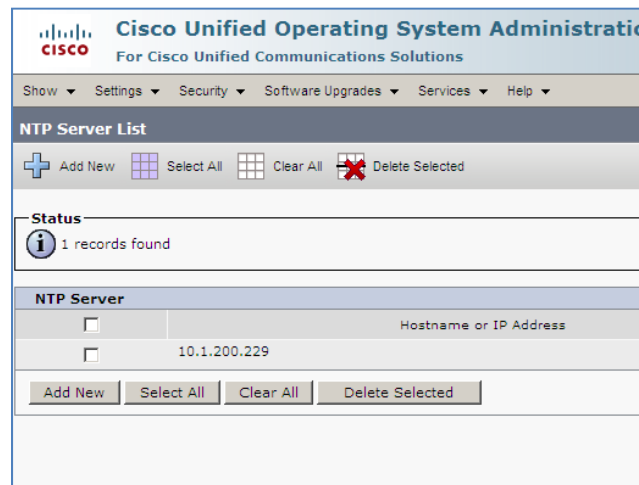 Cisco Unified Operating System Administratio
CISCO
For Cisco Unified Communications Solutions
Show Settings Security Software Upgrades Services Help
NTP Server List
Add New Select All Clear All Delete Selected
Status
i 1 records found
NTP Server
Hostname or IP Address
10.1.200.229
Add New Select All Clear All Delete Selected